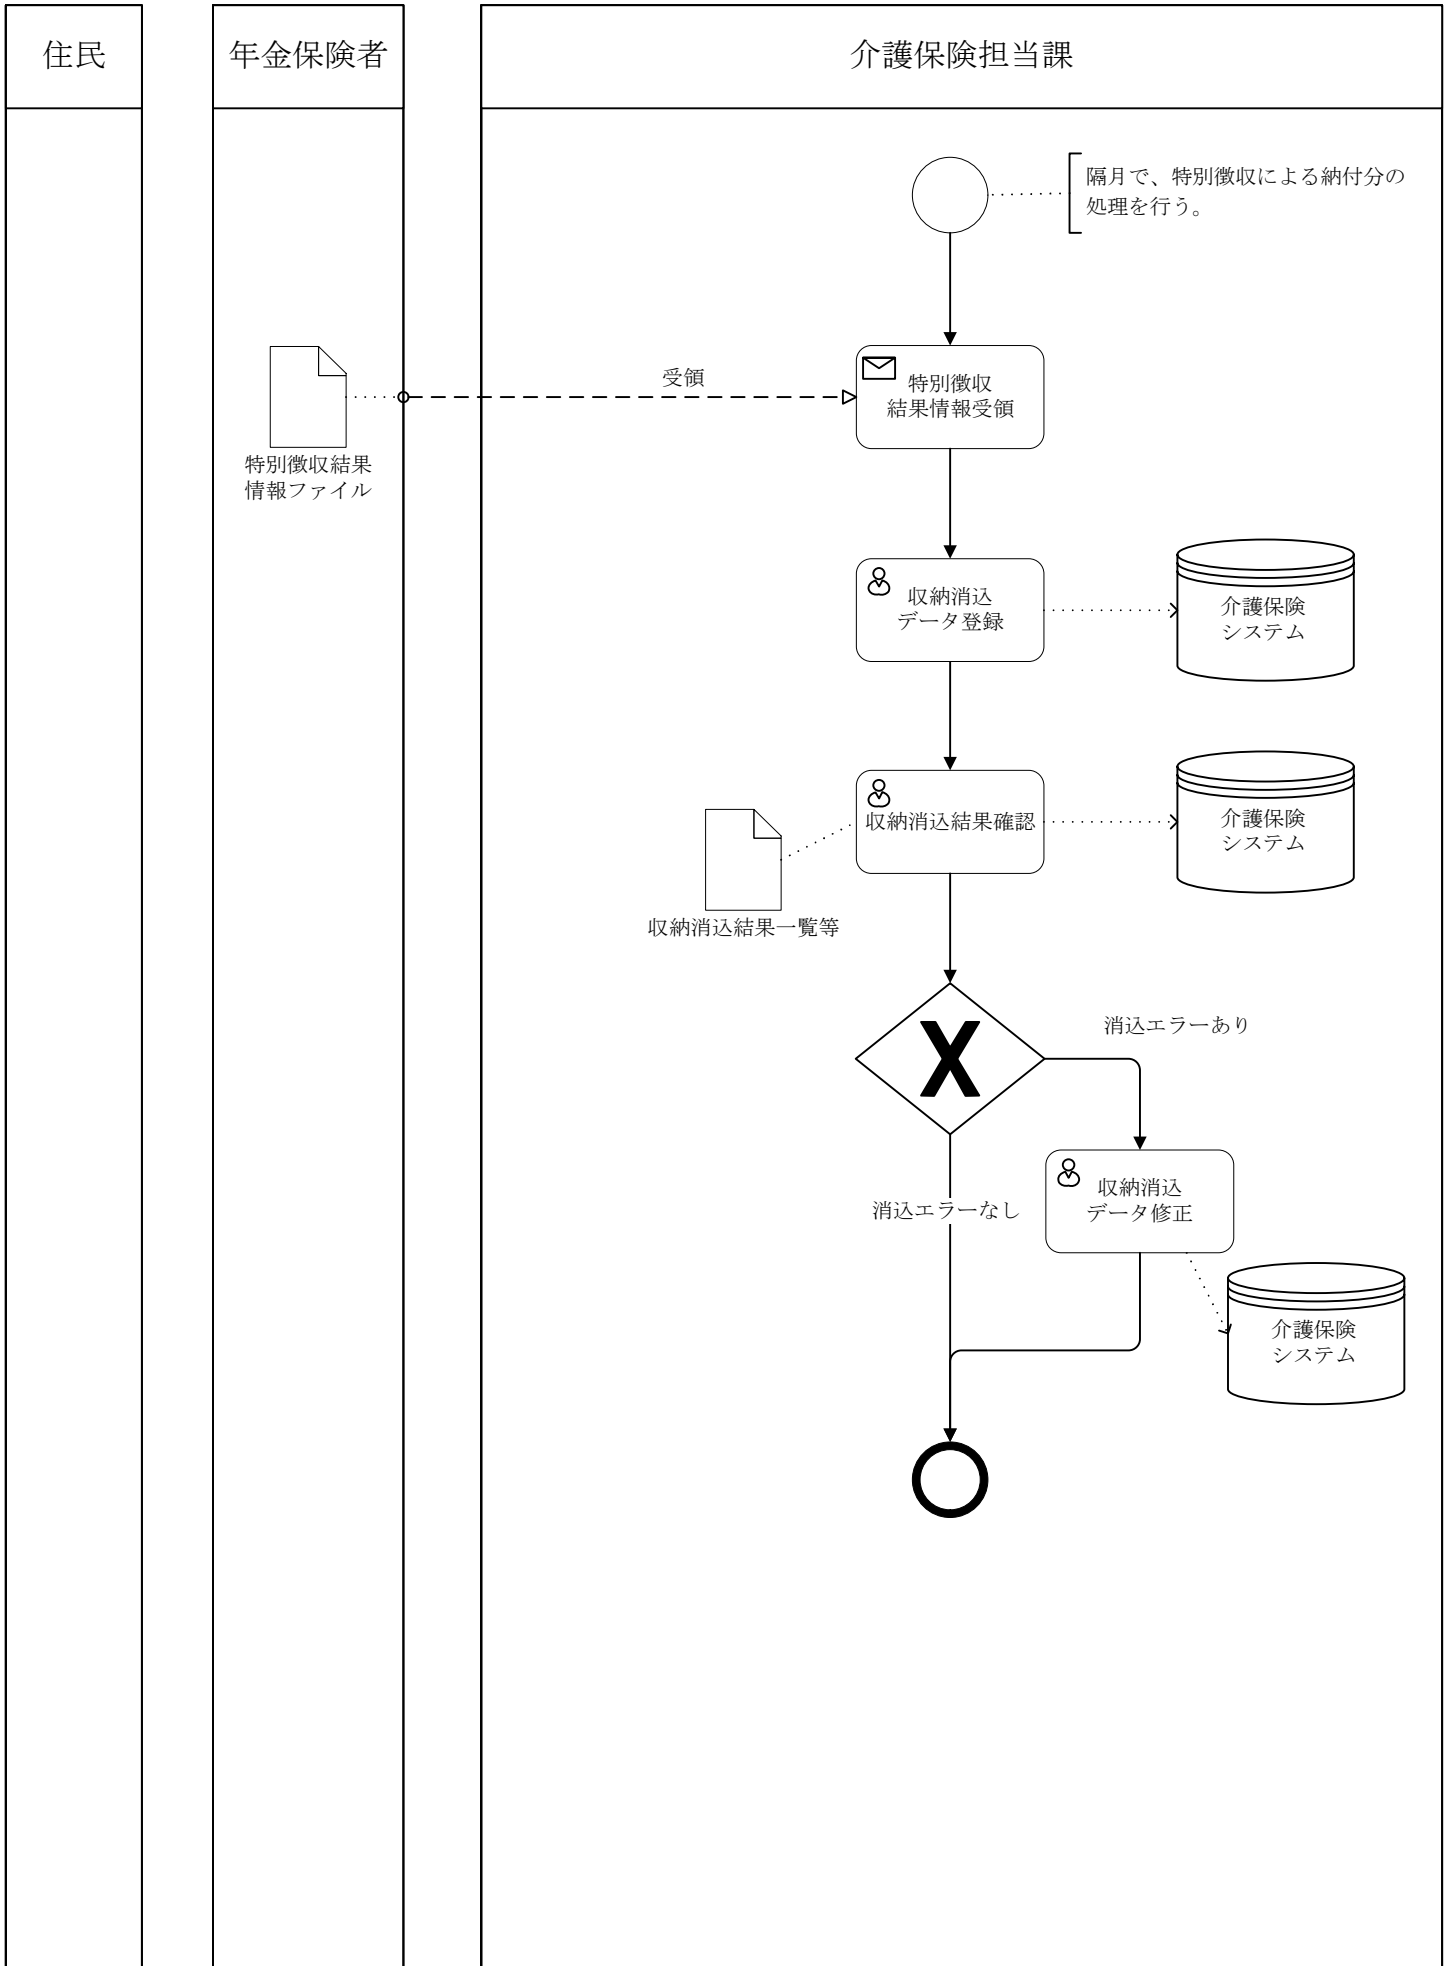 住民
年金保険者
介護保険担当課
隔月で、特別徴収による納付分の
処理を行う。
受領
特別徴収
結果情報受領
特別徴収結果
情報ファイル
収納消込
データ登録
介護保険
システム
収納消込結果確認
介護保険
システム
収納消込結果一覧等
消込エラーあり
収納消込
データ修正
消込エラーなし
介護保険
システム